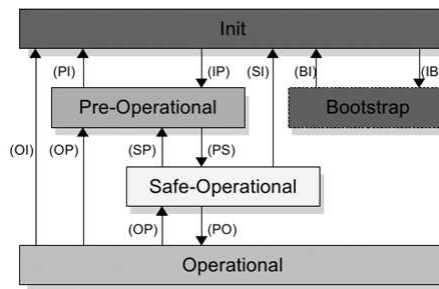 Init
(PI) (IP) (SI) (BI) (IB
Pre-Operational Bootstrap
(OI) (OP) (SP) (PS)
Safe-Operational
(OP) (PO)
Operational